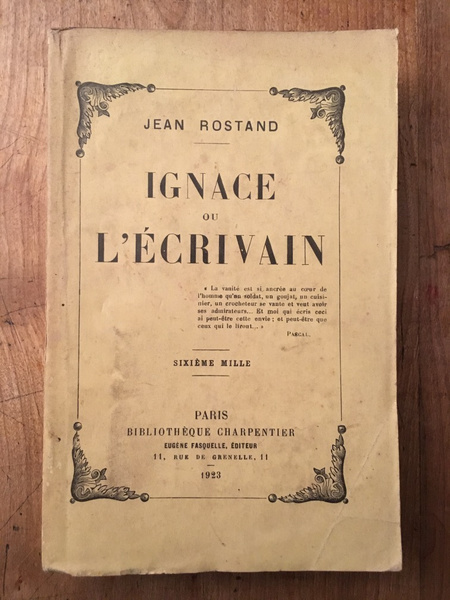 JEAN ROSTAND
IGNACE
OU
L'ÉCRIVAIN
« La vanité est si ancrée au cœur de
l'homme qu'un soldat, un goujat, un cuisi-
nier, un crocheteur se vante et veut avoir
ses admirateurs... Et moi qui écris ceci
ai peut-être cette envie ; et peut-être que
ceux qui le liront... »
PASCAL.
SIXIÈME MILLE
PARIS
BIBLIOTHÈQUE CHARPENTIER
EUGÈNE FASQUELLE, ÉDITEUR
11, RUE DE GRENELLE, 11
1923